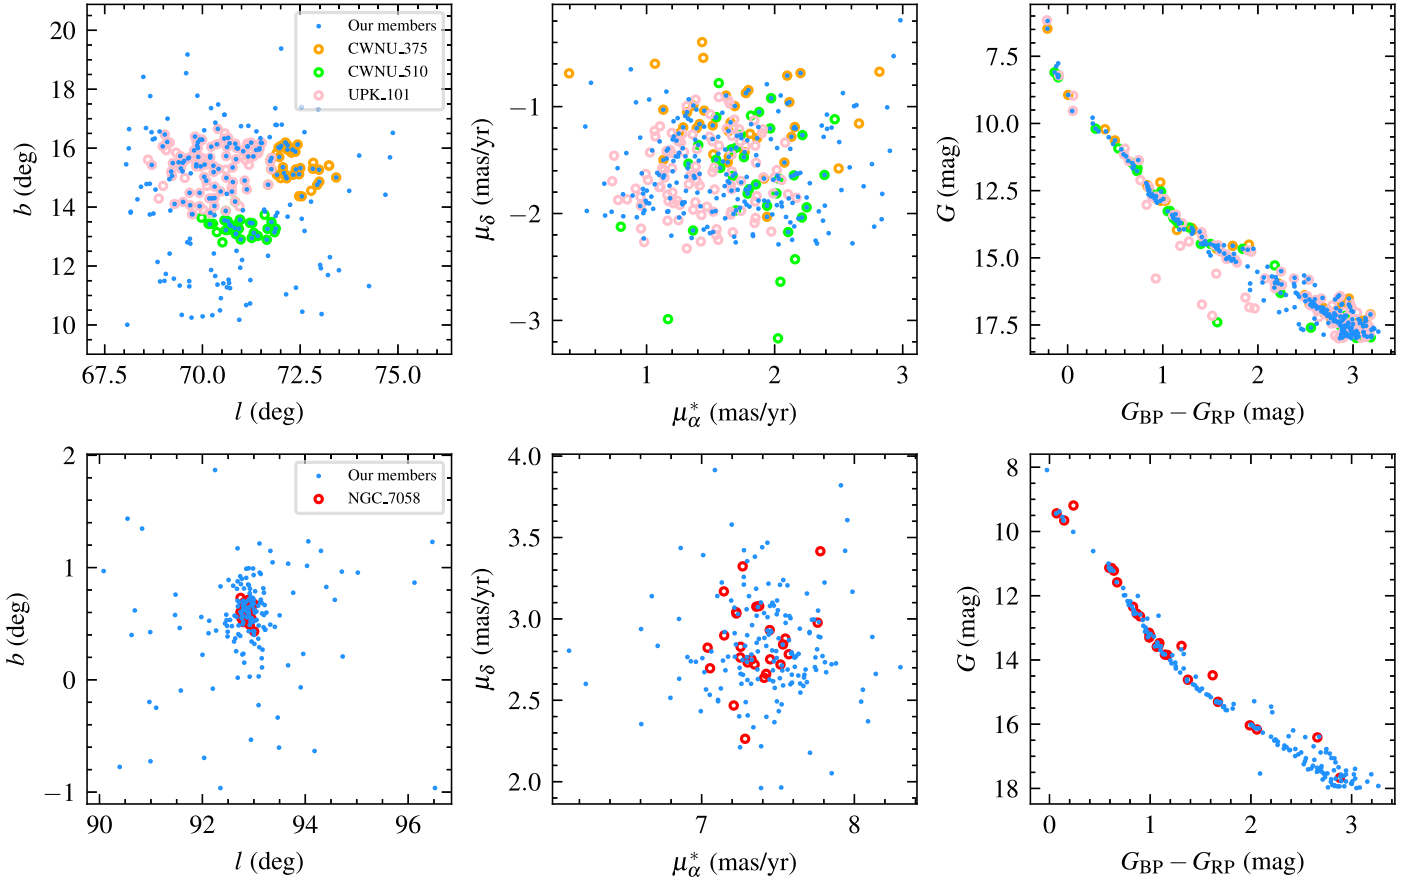 20
18
16
14
12
10
b (deg)
67.5
70.0
72.5
75.0
l (deg)
Our members
CWNU_375
CWNU_510
UPK_101
−1
−2
−3
μδ (mas/yr)
1
2
3
μ*α (mas/yr)
7.5
10.0
12.5
15.0
17.5
G (mag)
0
1
2
3
GBP − GRP (mag)
2
1
0
−1
b (deg)
90
92
94
96
l (deg)
Our members
NGC_7058
4.0
3.5
3.0
2.5
2.0
μδ (mas/yr)
7
8
μ*α (mas/yr)
8
10
12
14
16
18
G (mag)
0
1
2
3
GBP − GRP (mag)